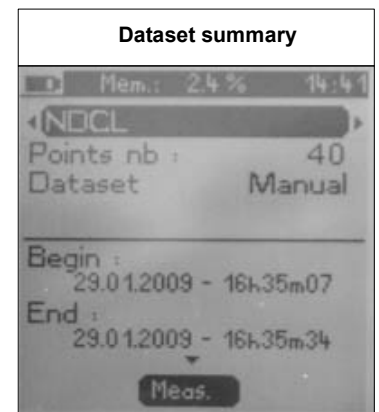 Dataset summary
Mem.: 2.4 % 14:41
NDCL
Points nb : 40
Dataset Manual
Begin :
29.01.2009 - 16h35m07
End :
29.01.2009 - 16h35m34
Meas.